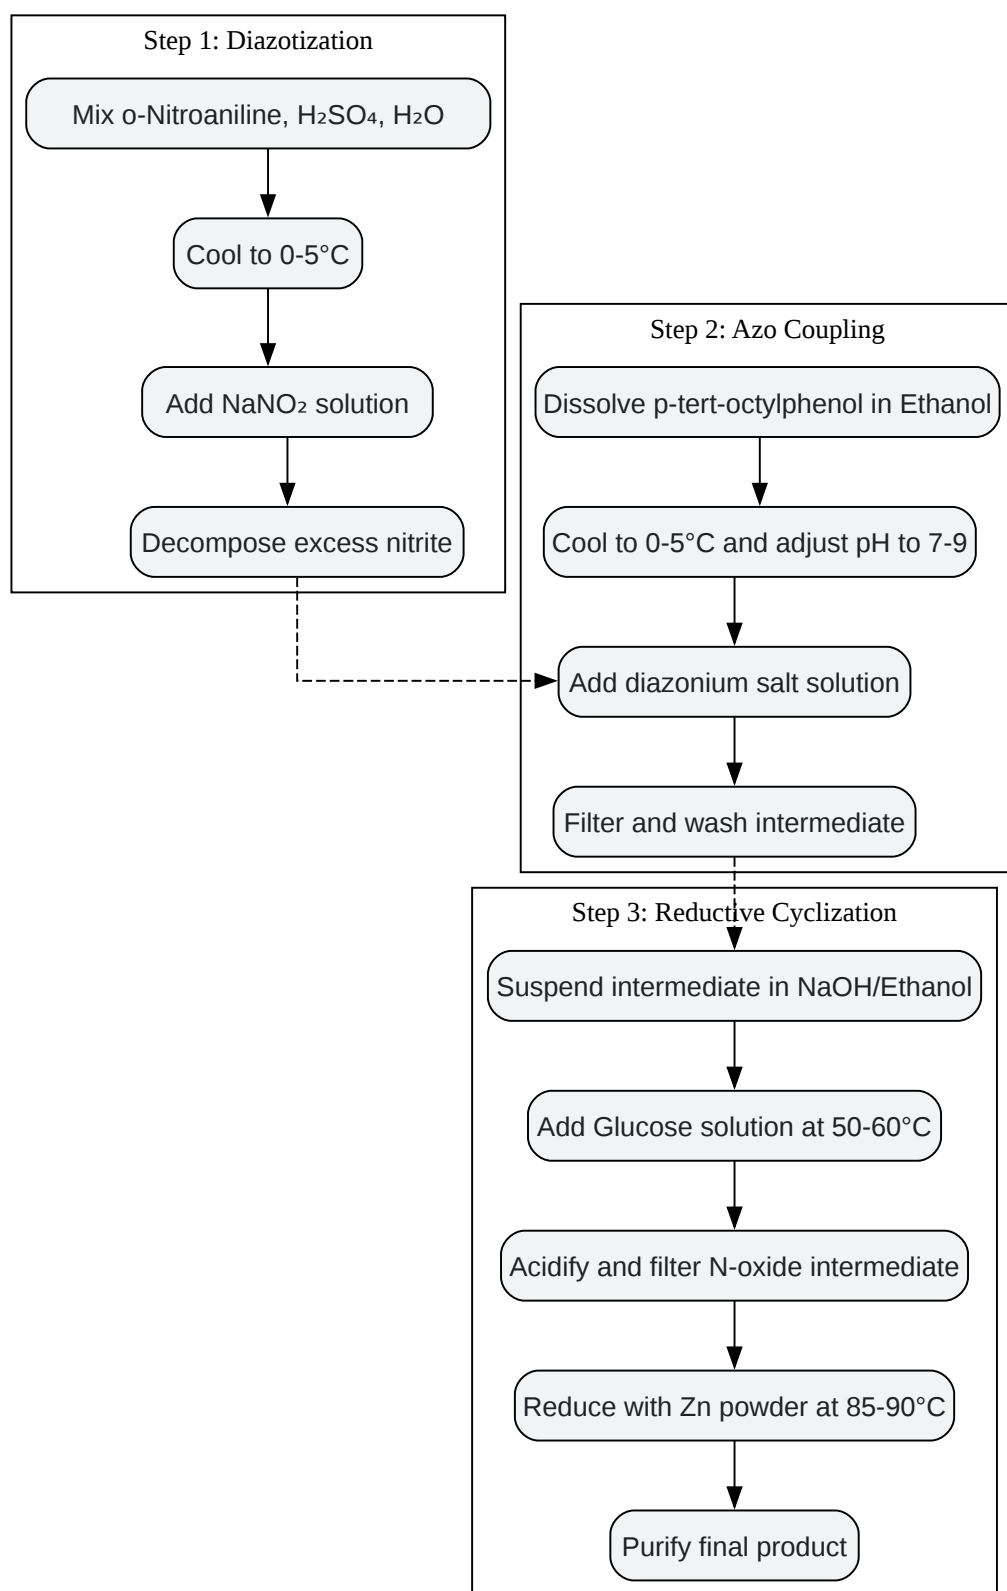 Step 1: Diazotization
Mix o-Nitroaniline, H₂SO₄, H₂O
Cool to 0-5°C
Add NaNO₂ solution
Decompose excess nitrite
Step 2: Azo Coupling
Dissolve p-tert-octylphenol in Ethanol
Cool to 0-5°C and adjust pH to 7-9
Add diazonium salt solution
Filter and wash intermediate
Step 3: Reductive Cyclization
Suspend intermediate in NaOH/Ethanol
Add Glucose solution at 50-60°C
Acidify and filter N-oxide intermediate
Reduce with Zn powder at 85-90°C
Purify final product